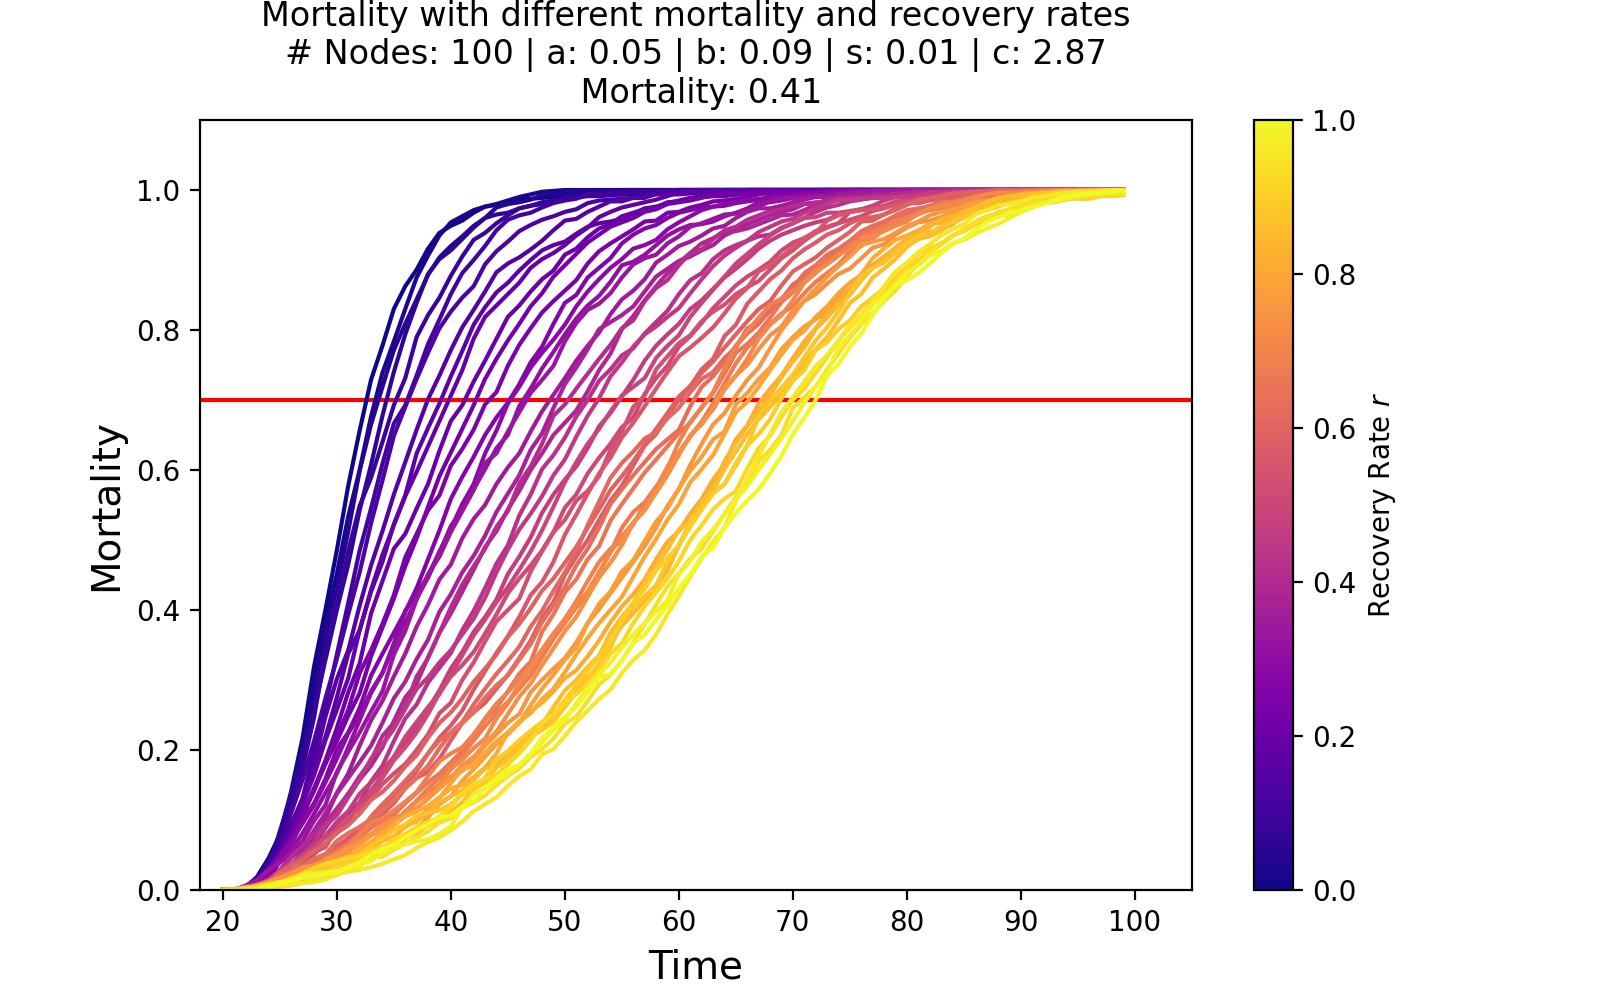 Mortality with different mortality and recovery rates
# Nodes: 100 | a: 0.05 | b: 0.09 | s: 0.01 | c: 2.87
Mortality: 0.41
Mortality
1.0
0.8
0.6
0.4
0.2
0.0
20 30 40 50 60 70 80 90 100
Time
1.0
0.8
0.6
0.4
0.2
0.0
Recovery Rate r